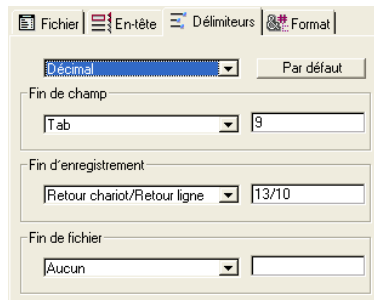 Fichier En-tête Délimiteurs &# Format
Décimal Par défaut
Fin de champ
Tab 9
Fin d'enregistrement
Retour chariot/Retour ligne 13/10
Fin de fichier
Aucun